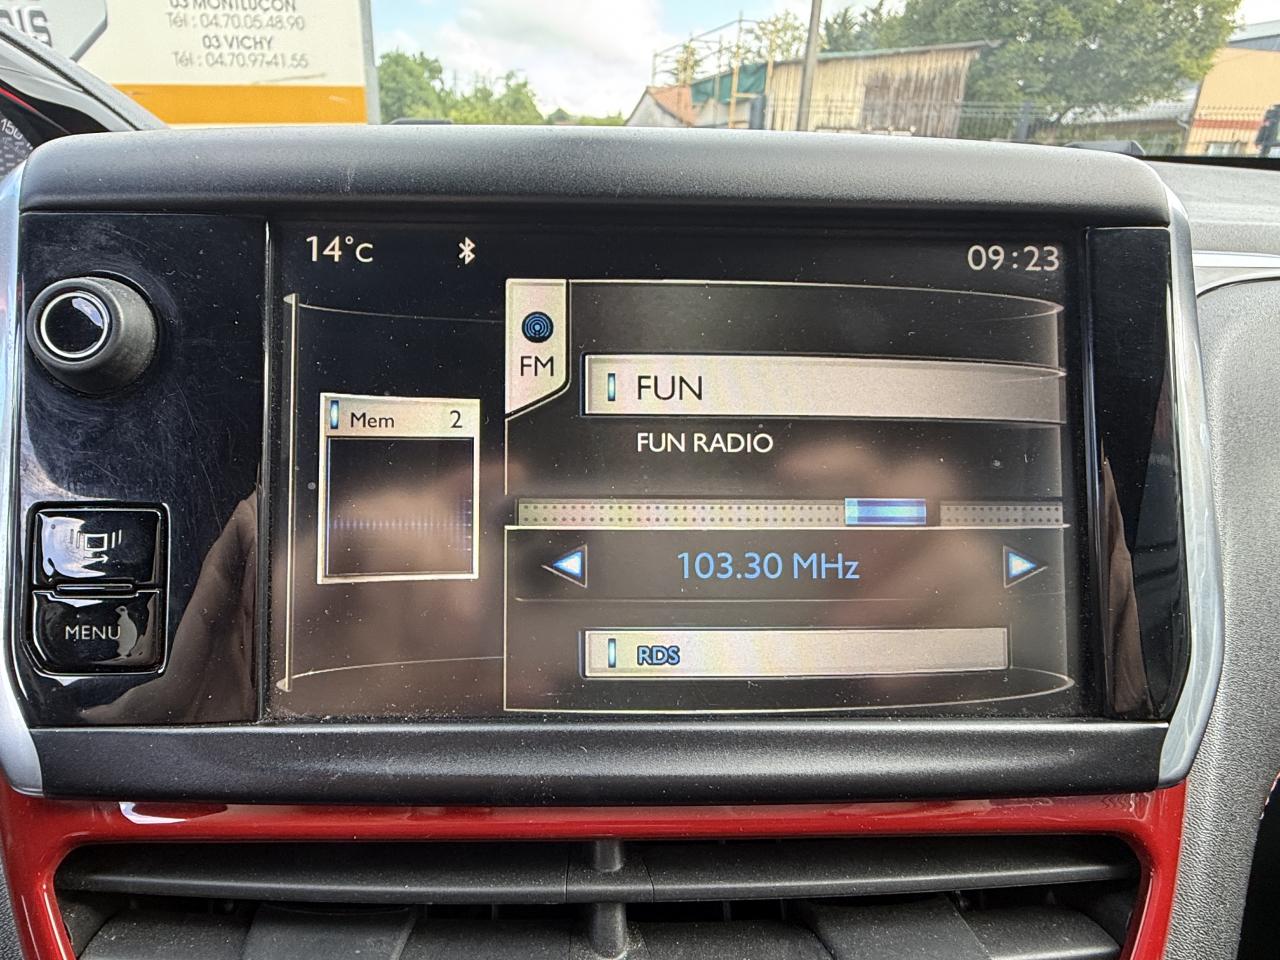 03 MONTLUCON
Tél : 04.70.05.48.90
03 VICHY
Tél : 04.70-97-41.55
150
14°C
09:23
FM
FUN
Mem 2
FUN RADIO
103.30 MHz
MENU
RDS